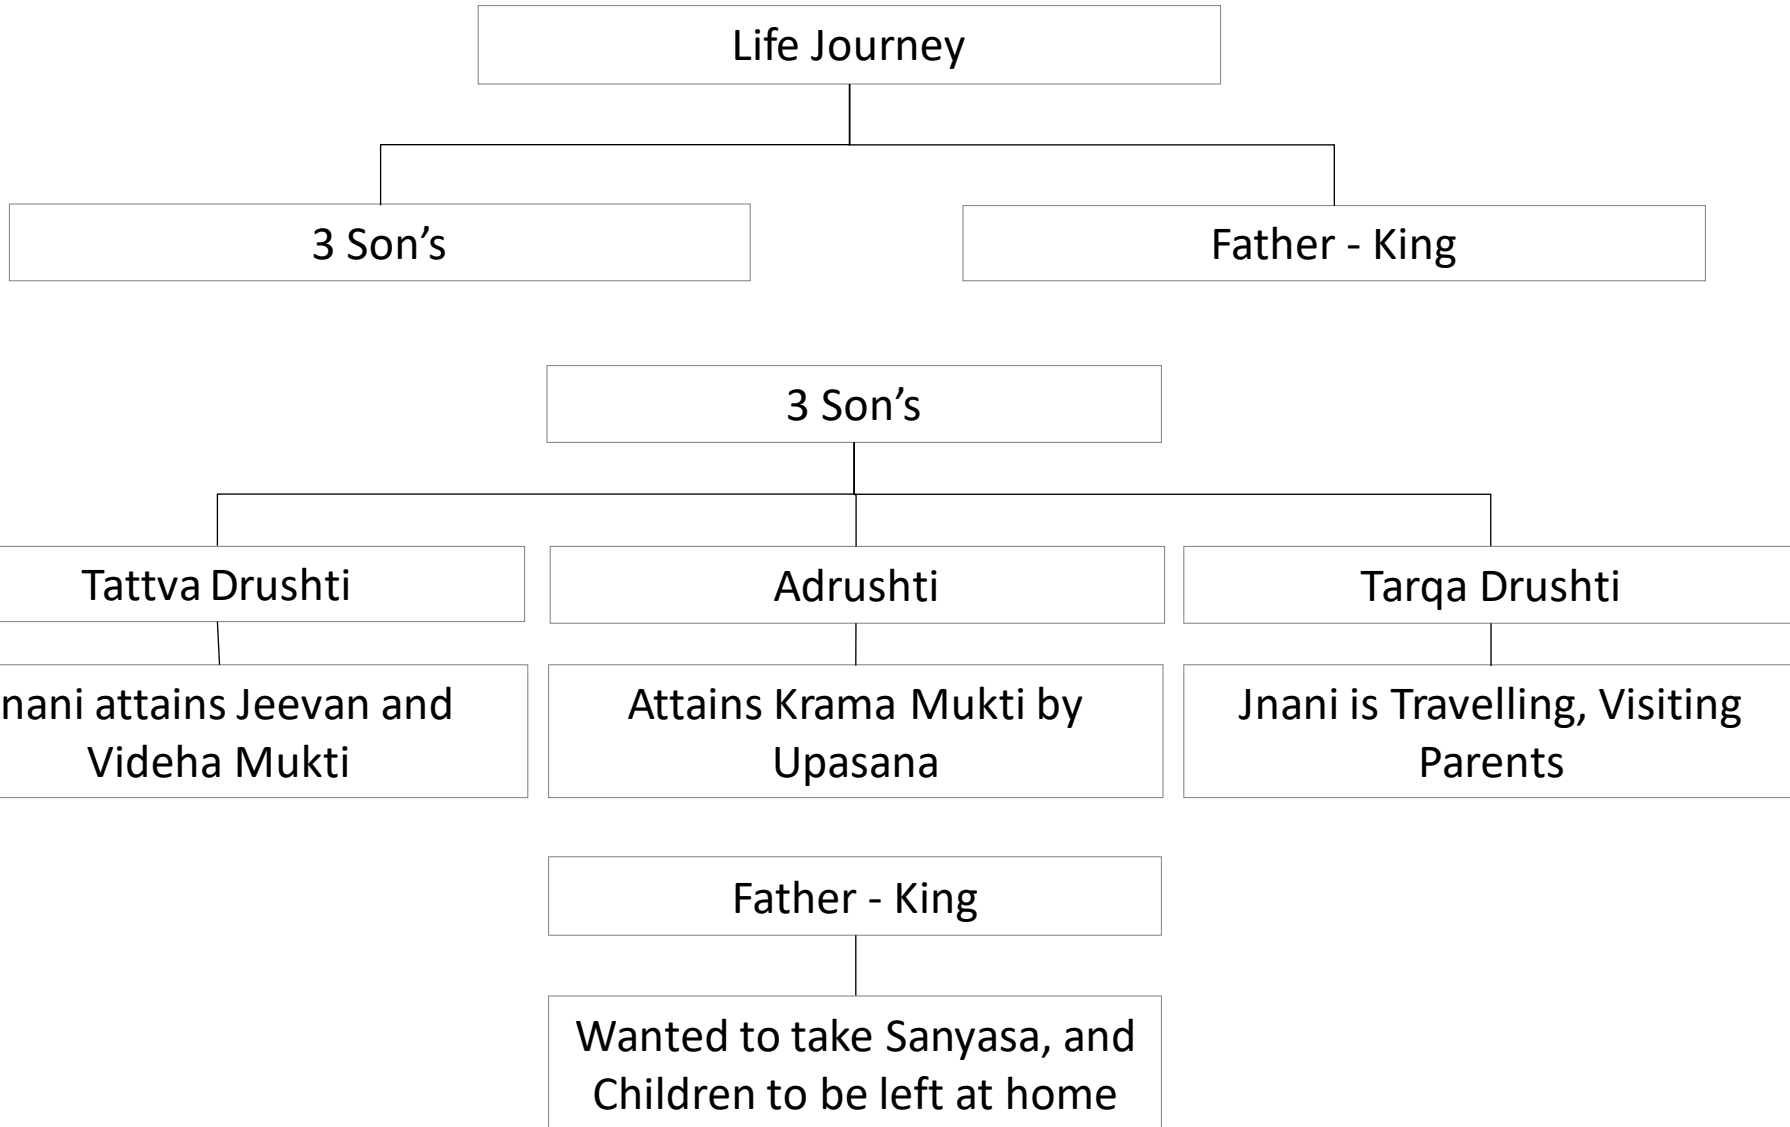 Life Journey
3 Son’s
Father - King
3 Son’s
Tattva Drushti
Adrushti
Tarqa Drushti
nani attains Jeevan and
Videha Mukti
Attains Krama Mukti by
Upasana
Jnani is Travelling, Visiting
Parents
Father - King
Wanted to take Sanyasa, and
Children to be left at home